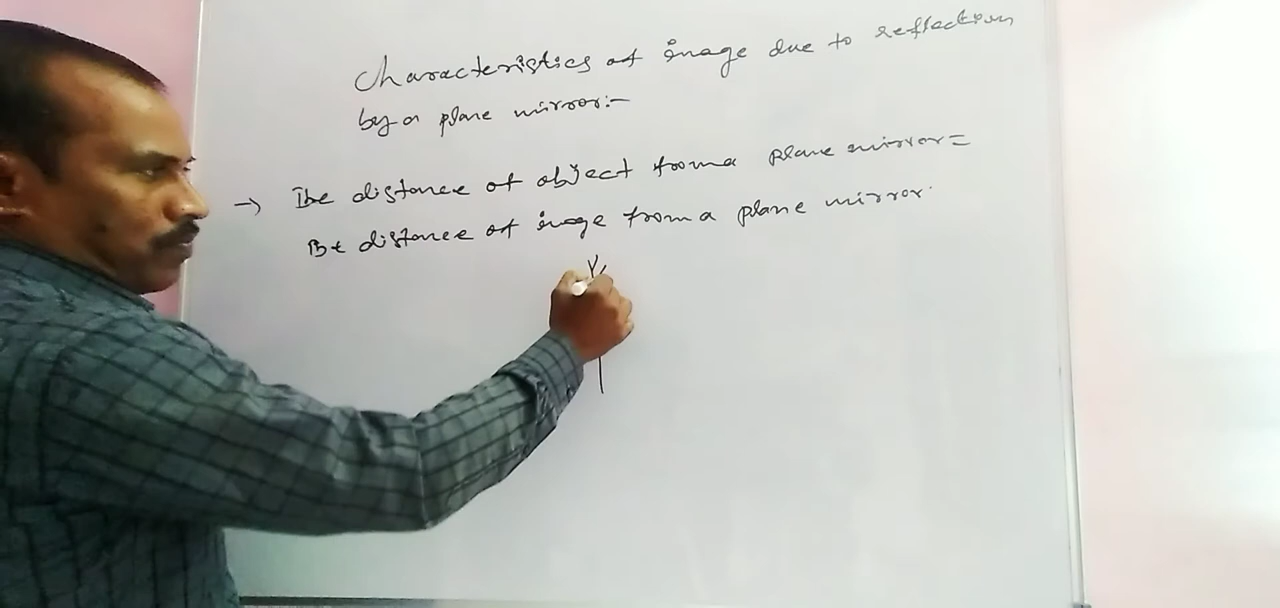 Characteristics of image due to reflection
by a plane mirror:-
→ The distance of object from a plane mirror =
The distance of image from a plane mirror.
Y